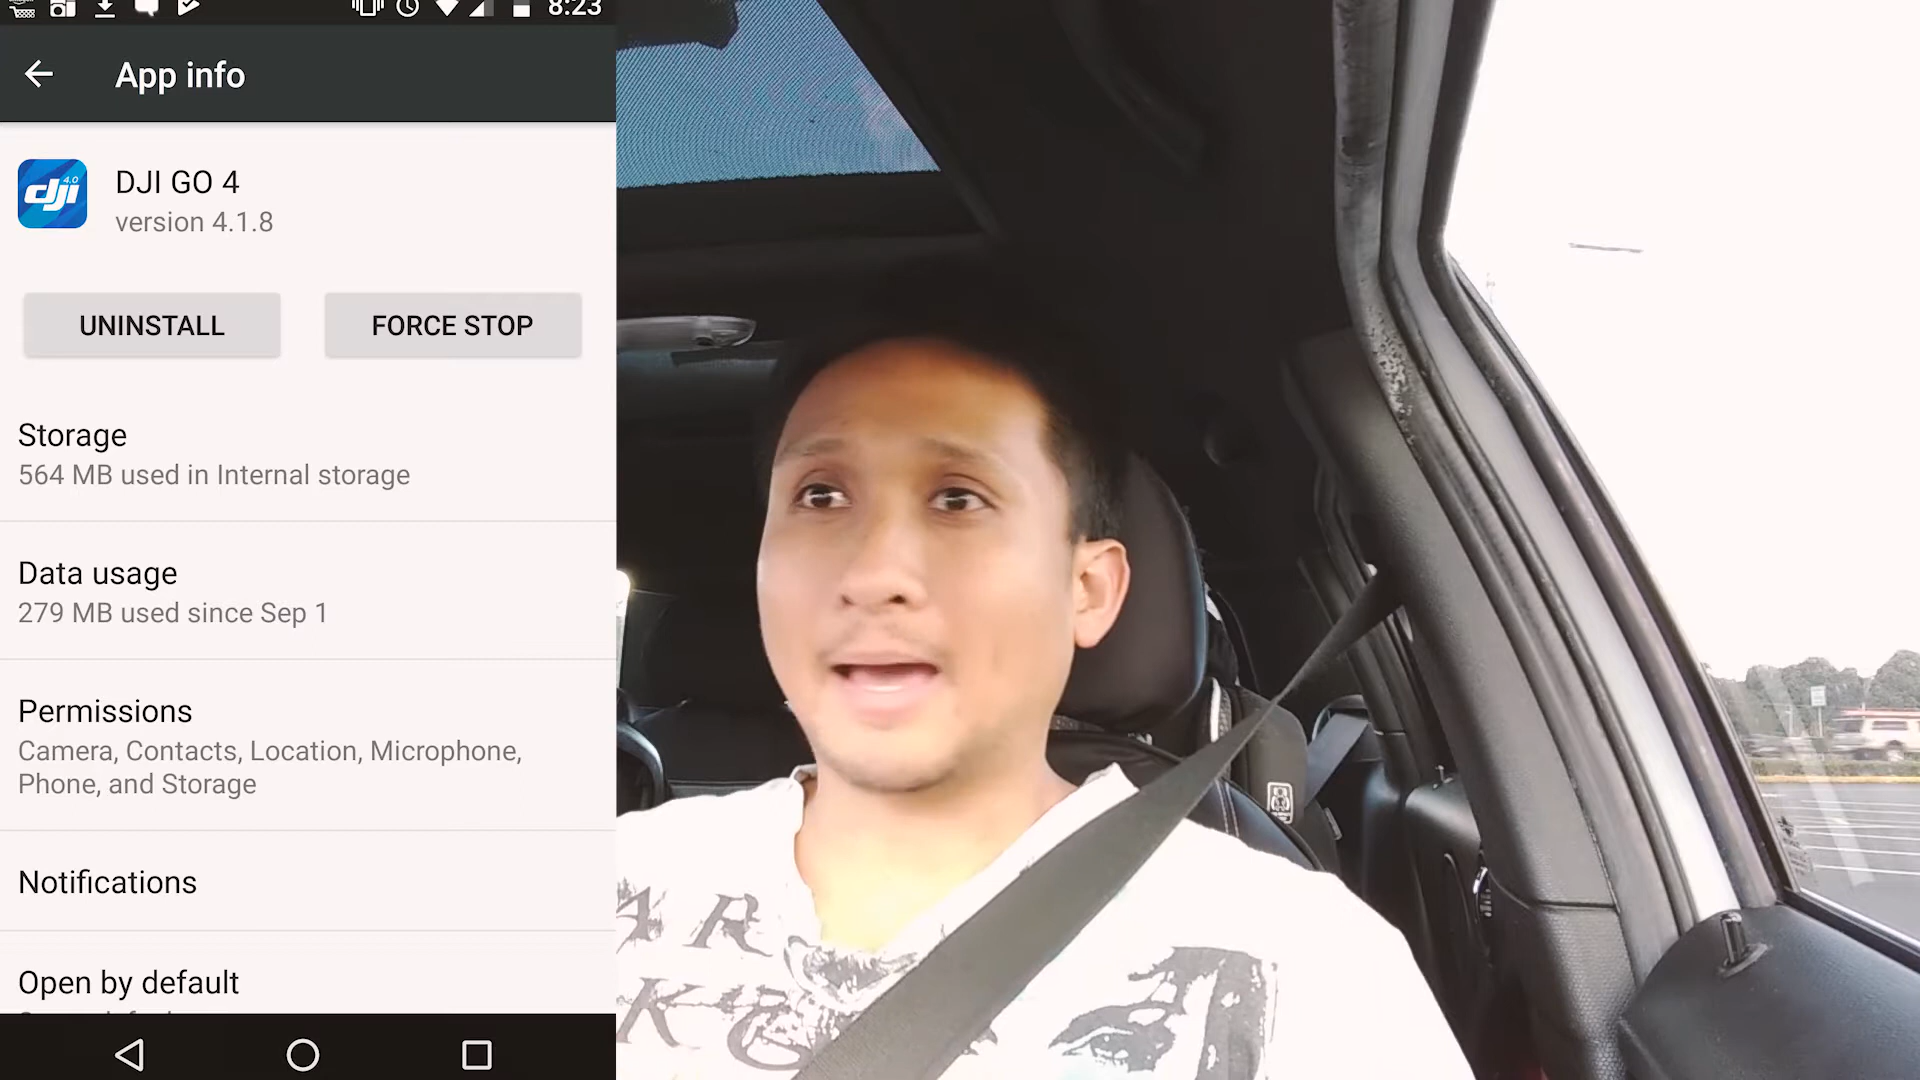 8:23
App info
dji 4.0
DJI GO 4
version 4.1.8
UNINSTALL
FORCE STOP
Storage
564 MB used in Internal storage
Data usage
279 MB used since Sep 1
Permissions
Camera, Contacts, Location, Microphone,
Phone, and Storage
Notifications
Open by default